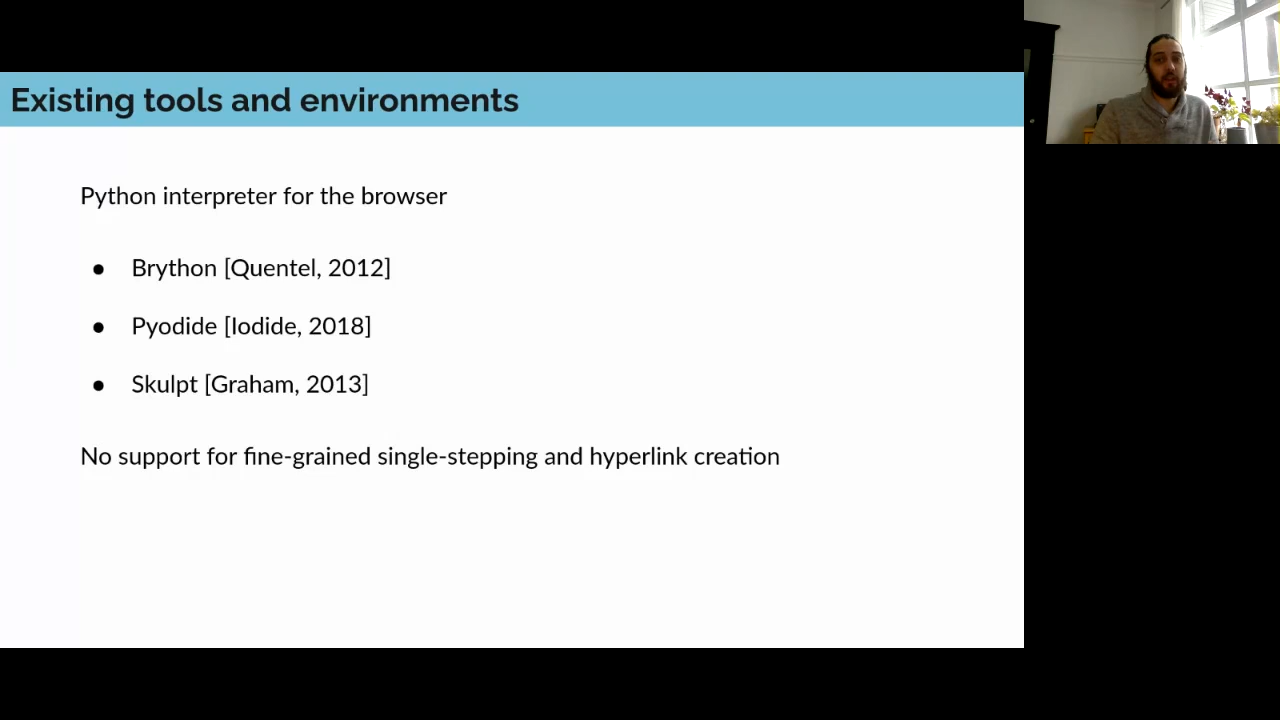 Existing tools and environments
Python interpreter for the browser
● Brython [Quentel, 2012]
● Pyodide [Iodide, 2018]
● Skulpt [Graham, 2013]
No support for fine-grained single-stepping and hyperlink creation